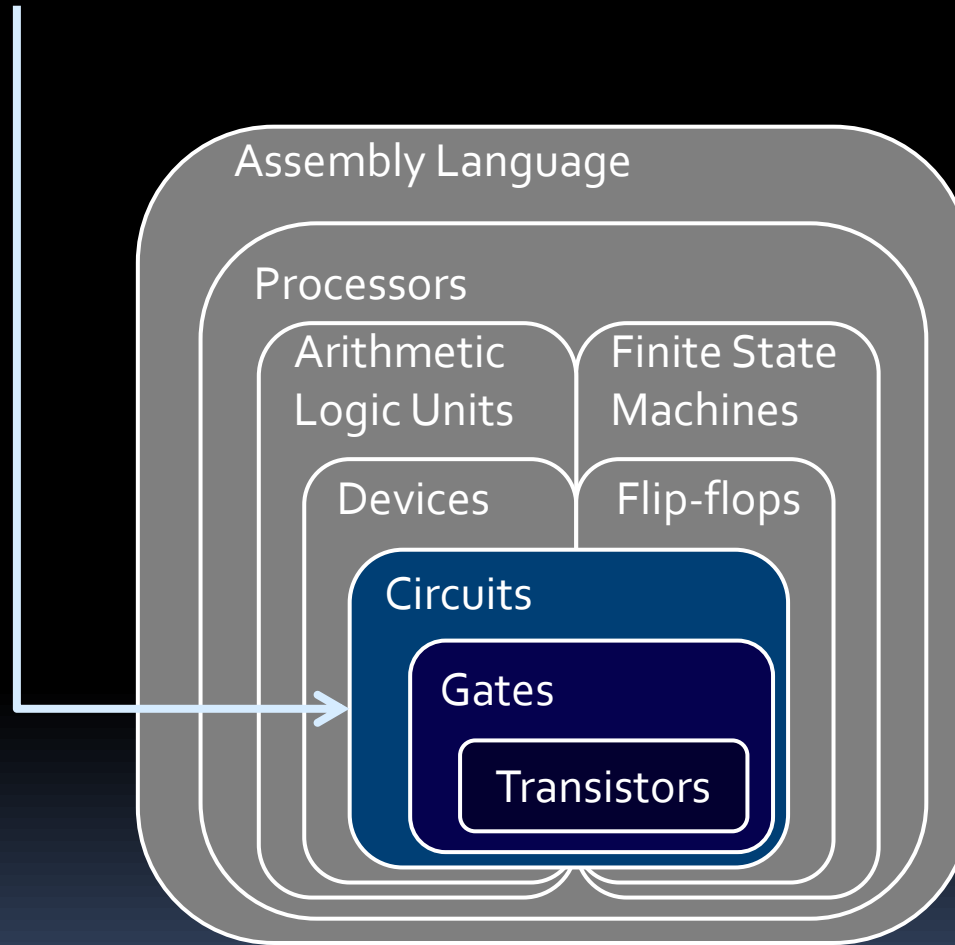 Assembly Language
Processors
Arithmetic
Logic Units
Finite State
Machines
Devices
Flip-flops
Circuits
Gates
Transistors